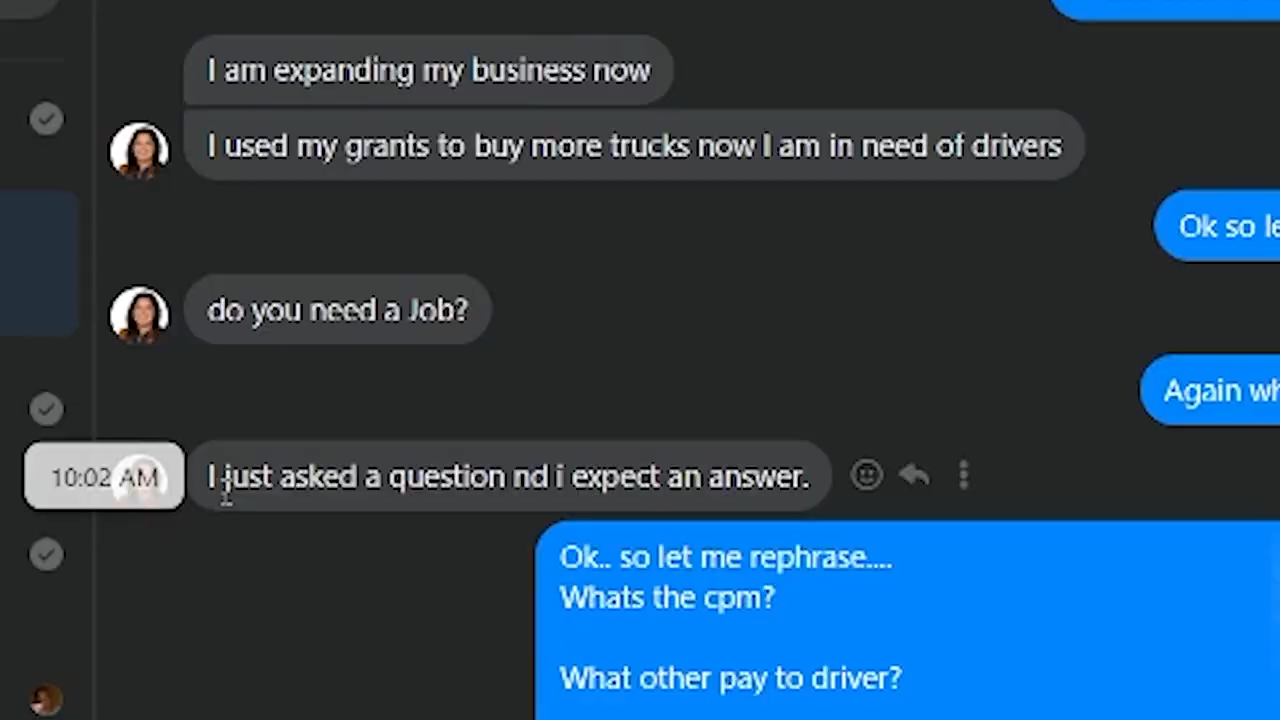 I am expanding my business now
I used my grants to buy more trucks now I am in need of drivers
Ok so
do you need a Job?
Again
10:02 AM
I just asked a question nd i expect an answer.
Ok.. so let me rephrase....
Whats the cpm?
What other pay to driver?